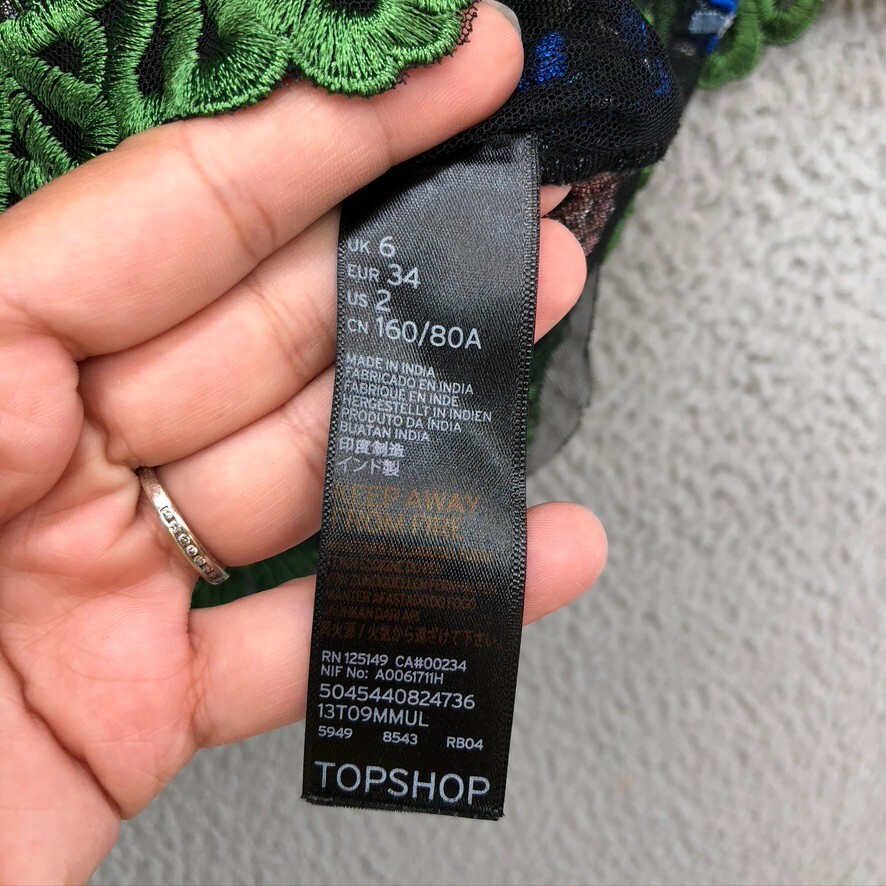 UK 6
EUR 34
US 2
CN 160/80A
MADE IN INDIA
FABRICADO EN INDIA
FABRIQUE EN INDE
HERGESTELLT IN INDIEN
PRODUTO DA ÍNDIA
BUATAN INDIA
印度制造
インド製
KEEP AWAY
FROM FIRE
RN 125149 CA#00234
NIF No: A0061711H
5045440824736
13T09MMUL
5949 8543 RB04
TOPSHOP